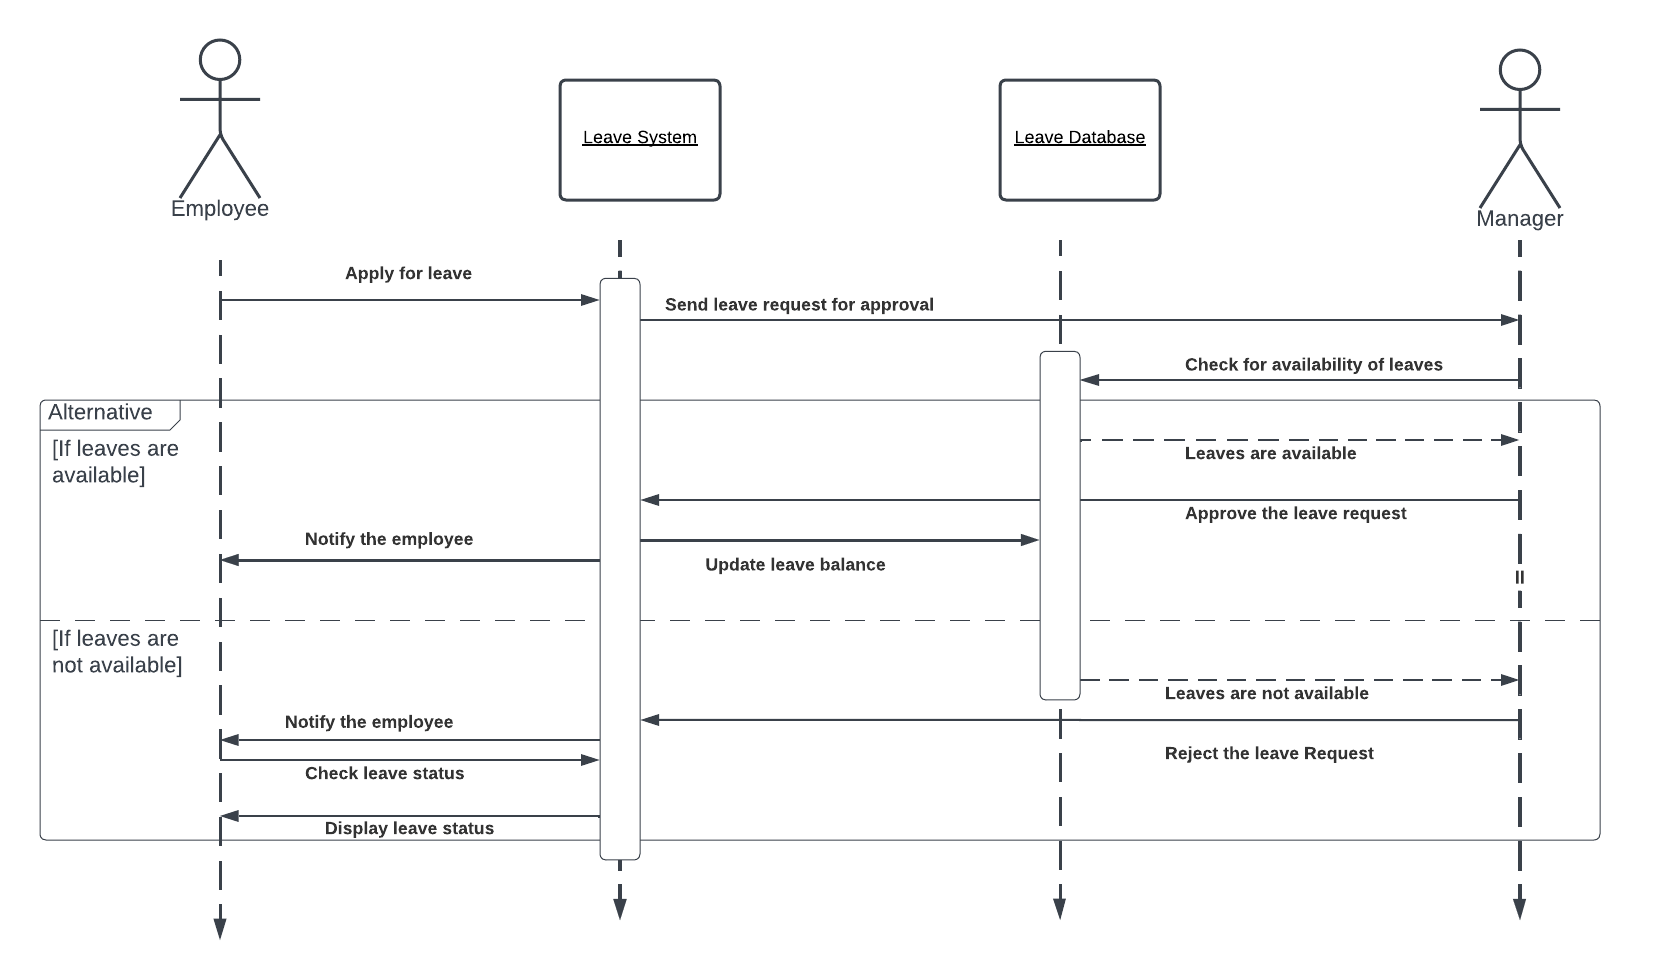 Employee
Leave System
Leave Database
Manager
Apply for leave
Send leave request for approval
Check for availability of leaves
Alternative
[If leaves are
available]
Leaves are available
Approve the leave request
Notify the employee
Update leave balance
[If leaves are
not available]
Leaves are not available
Notify the employee
Reject the leave Request
Check leave status
Display leave status